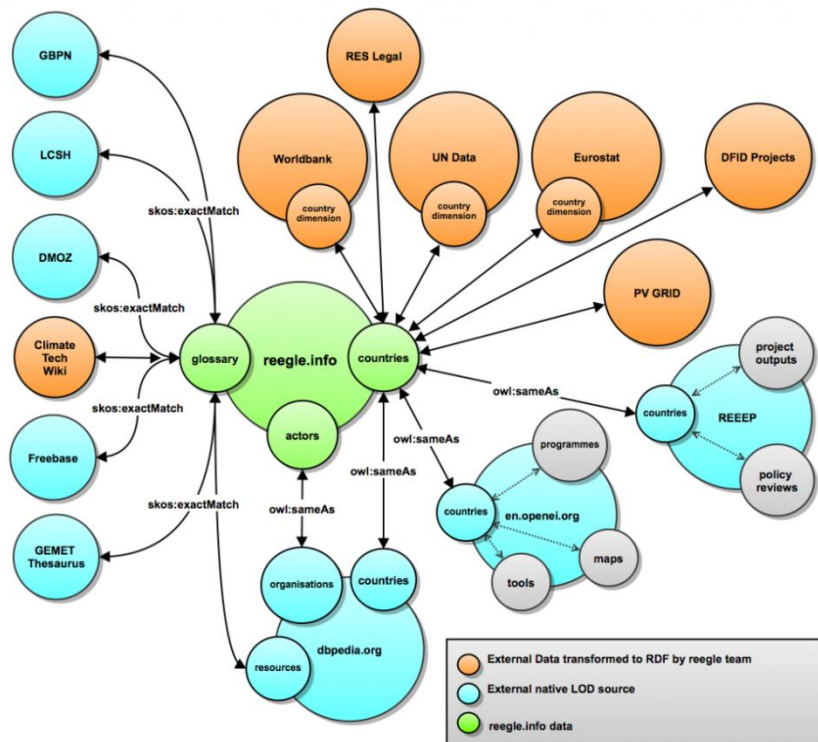 GBPN
RES Legal
LCSH
Worldbank
UN Data
Eurostat
DFID Projects
country
dimension
country
dimension
country
dimension
skos:exactMatch
DMOZ
PV GRID
skos:exactMatch
Climate
Tech
Wiki
glossary
reegle.info
countries
project
outputs
skos:exactMatch
owl:sameAs
countries
REEEP
actors
owl:sameAs
programmes
Freebase
owl:sameAs
policy
reviews
skos:exactMatch
owl:sameAs
countries
en.openei.org
GEMET
Thesaurus
maps
tools
organisations
countries
dbpedia.org
resources
External Data transformed to RDF by reegle team
External native LOD source
reegle.info data